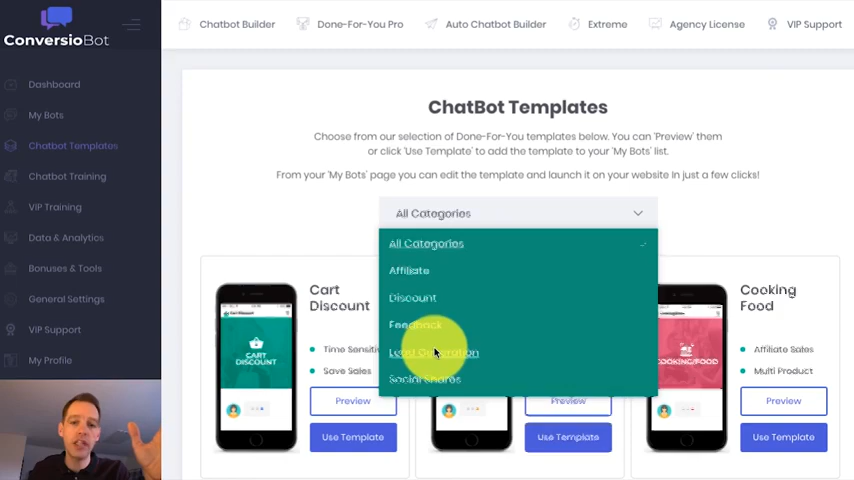 ConversioBot
Chatbot Builder
Done-For-You Pro
Auto Chatbot Builder
Extreme
Agency License
VIP Support
Dashboard
My Bots
Chatbot Templates
Chatbot Training
VIP Training
Data & Analytics
Bonuses & Tools
General Settings
VIP Support
My Profile
ChatBot Templates
Choose from our selection of Done-For-You templates below. You can 'Preview' them
or click 'Use Template' to add the template to your 'My Bots' list.
From your 'My Bots' page you can edit the template and launch it on your website In just a few clicks!
All Categories
All Categories
Affiliate
Discount
Feedback
Lead Generation
Social Shares
Cart
Discount
Time Sensiti
Save Sales
Preview
Use Template
Cart Discount
CART
DISCOUNT
Preview
Use Template
Cooking
Food
Affiliate Sales
Multi Product
Preview
Use Template
COOKING/FOOD